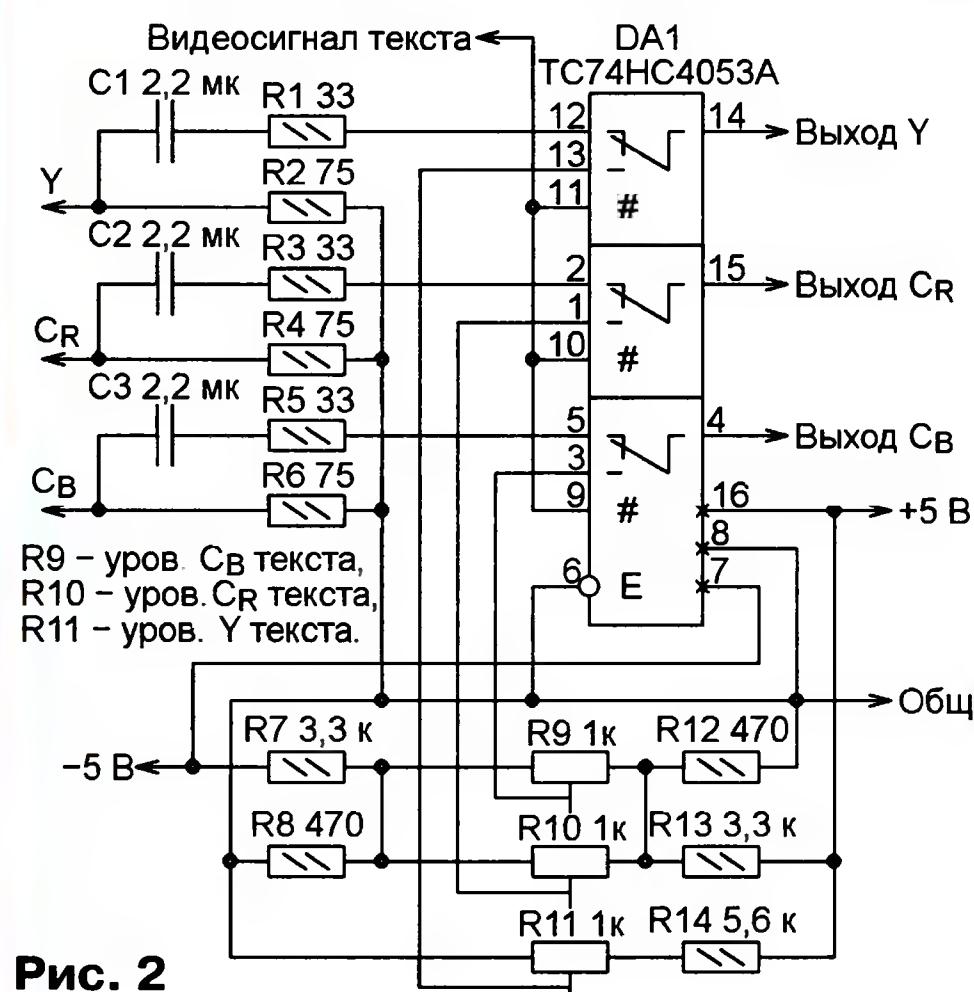 Видеосигнал текста
DA1
TC74HC4053A
C1 2,2 мк
R1 33
12
14
Выход Y
13
Y
R2 75
11
#
C2 2,2 мк
R3 33
2
15
Выход CR
1
CR
R4 75
10
#
C3 2,2 мк
R5 33
5
4
Выход CB
3
CB
R6 75
9
#
16
+5 В
8
R9 – уров. CB текста,
R10 – уров. CR текста,
R11 – уров. Y текста.
6
E
7
Общ
R7 3,3 к
R9 1к
R12 470
–5 В
R8 470
R10 1к
R13 3,3 к
R11 1к
R14 5,6 к
Рис. 2